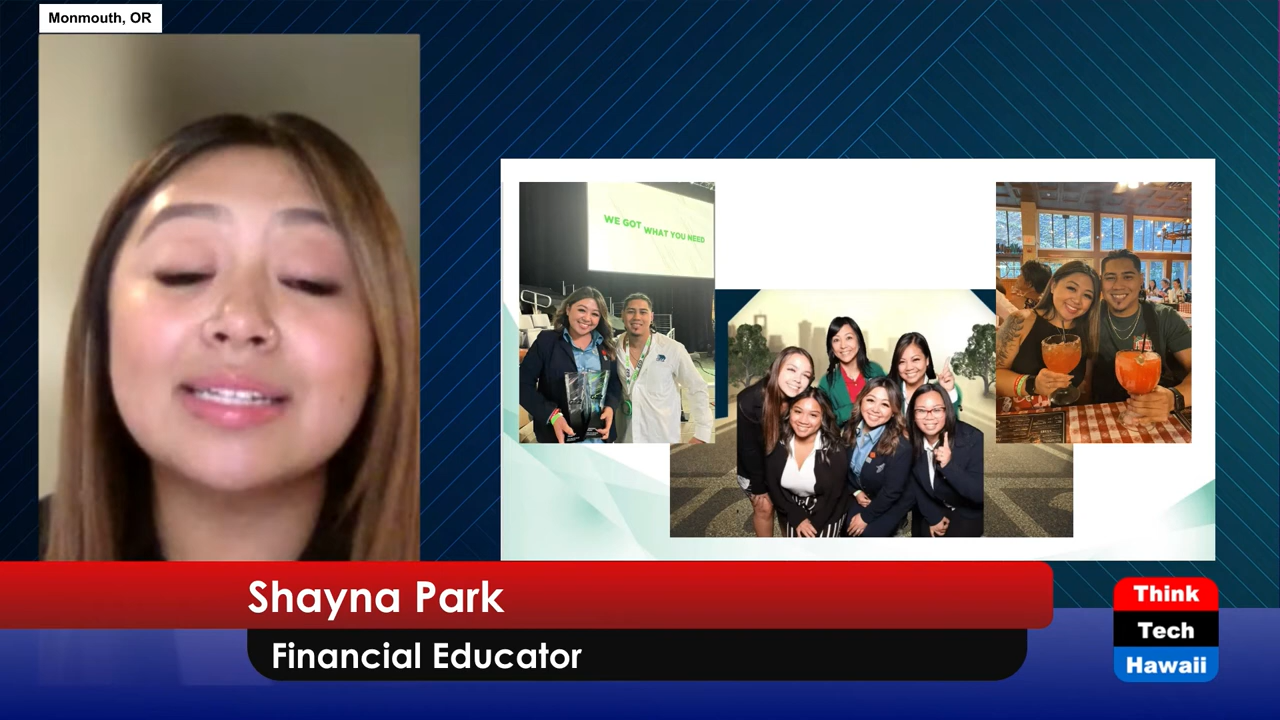 Monmouth, OR
WE GOT WHAT YOU NEED
Shayna Park
Financial Educator
Think
Tech
Hawaii